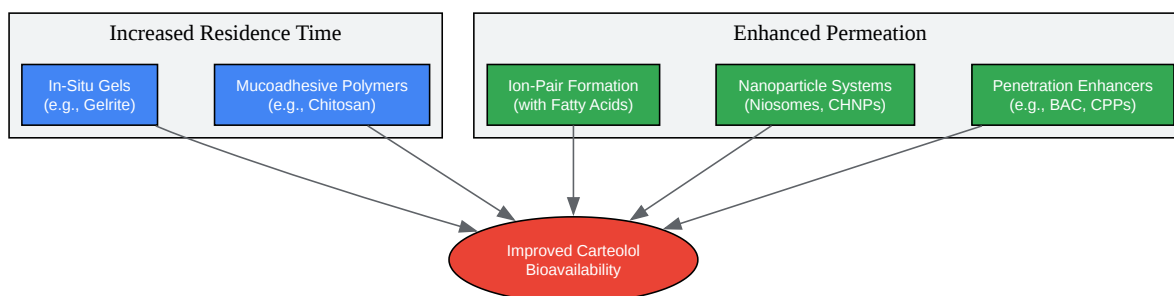 Increased Residence Time
Enhanced Permeation
In-Situ Gels
(e.g., Gelrite)
Mucoadhesive Polymers
(e.g., Chitosan)
Ion-Pair Formation
(with Fatty Acids)
Nanoparticle Systems
(Niosomes, CHNPs)
Penetration Enhancers
(e.g., BAC, CPPs)
Improved Carteolol
Bioavailability